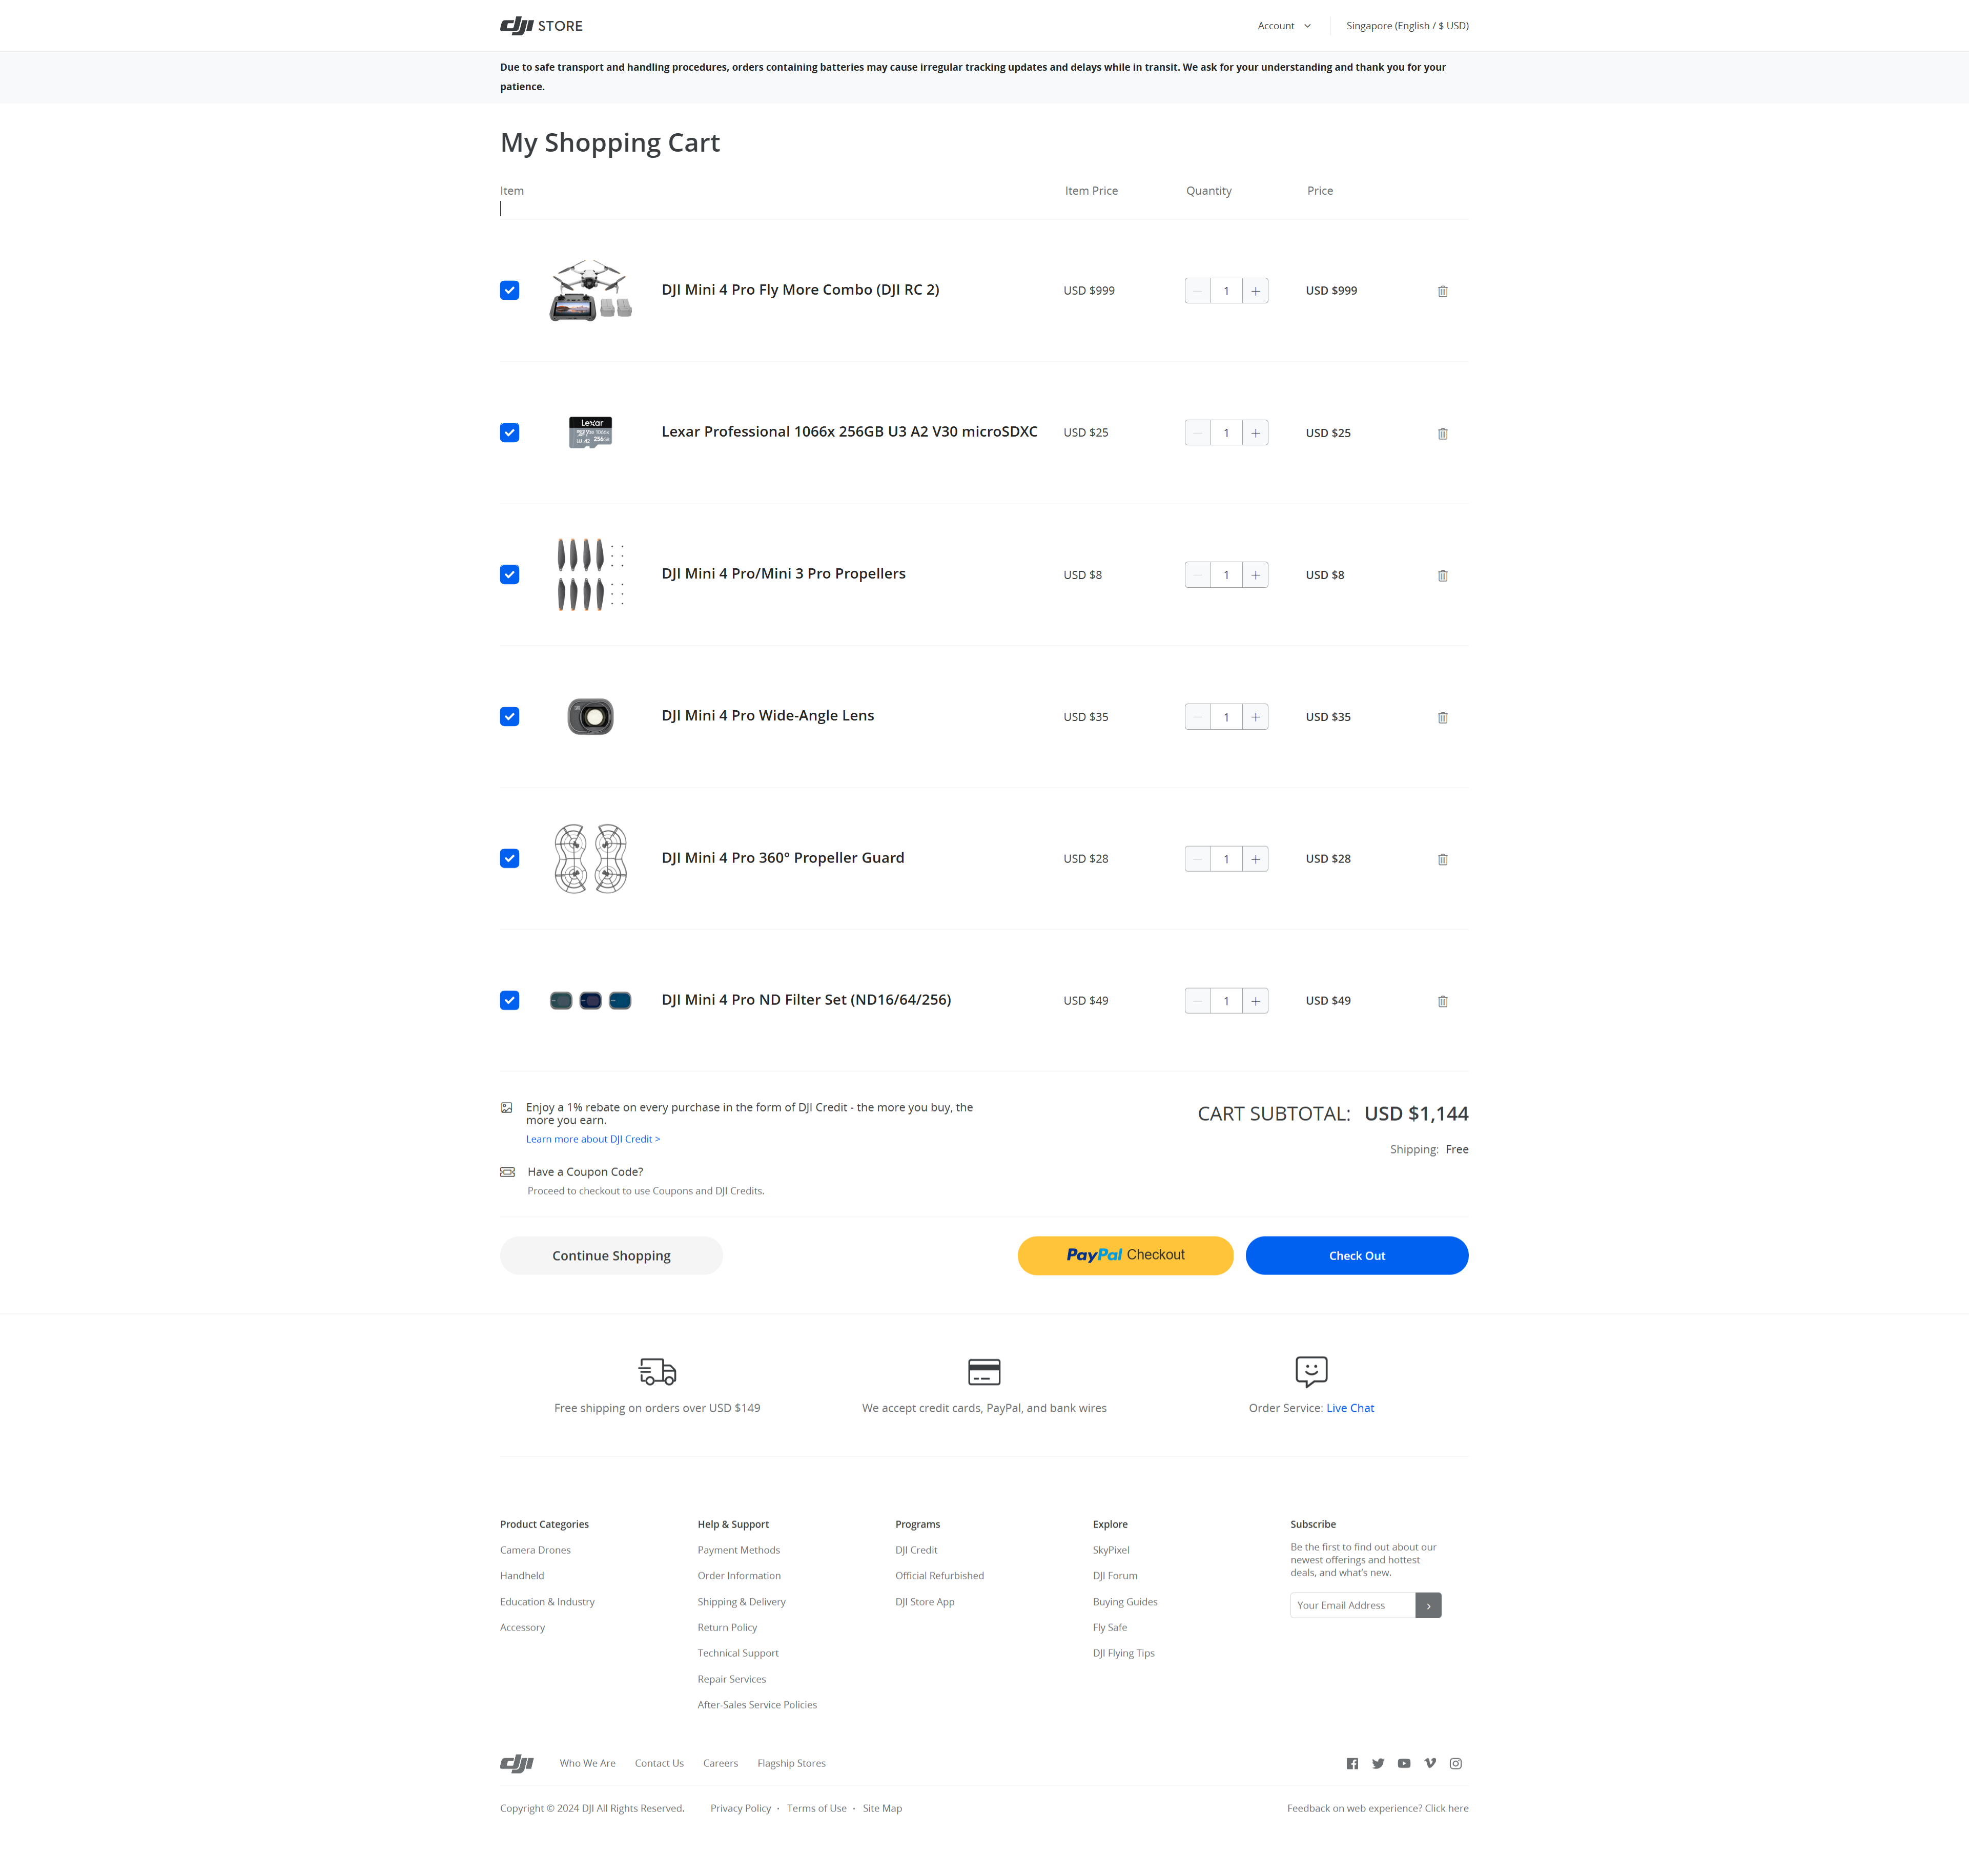 dji STORE
Account
Singapore (English / $ USD)
Due to safe transport and handling procedures, orders containing batteries may cause irregular tracking updates and delays while in transit. We ask for your understanding and thank you for your
patience.
My Shopping Cart
Item
Item Price
Quantity
Price
DJI Mini 4 Pro Fly More Combo (DJI RC 2)
USD $999
1
USD $999
Lexar
256GB
Lexar Professional 1066x 256GB U3 A2 V30 microSDXC
USD $25
1
USD $25
DJI Mini 4 Pro/Mini 3 Pro Propellers
USD $8
1
USD $8
DJI Mini 4 Pro Wide-Angle Lens
USD $35
1
USD $35
DJI Mini 4 Pro 360° Propeller Guard
USD $28
1
USD $28
DJI Mini 4 Pro ND Filter Set (ND16/64/256)
USD $49
1
USD $49
Enjoy a 1% rebate on every purchase in the form of DJI Credit - the more you buy, the
more you earn.
Learn more about DJI Credit >
Have a Coupon Code?
Proceed to checkout to use Coupons and DJI Credits.
CART SUBTOTAL: USD $1,144
Shipping: Free
Continue Shopping
PayPal Checkout
Check Out
Free shipping on orders over USD $149
We accept credit cards, PayPal, and bank wires
Order Service: Live Chat
Product Categories
Camera Drones
Handheld
Education & Industry
Accessory
Help & Support
Payment Methods
Order Information
Shipping & Delivery
Return Policy
Technical Support
Repair Services
After-Sales Service Policies
Programs
DJI Credit
Official Refurbished
DJI Store App
Explore
SkyPixel
DJI Forum
Buying Guides
Fly Safe
DJI Flying Tips
Subscribe
Be the first to find out about our
newest offerings and hottest
deals, and what's new.
Your Email Address
dji
Who We Are
Contact Us
Careers
Flagship Stores
Copyright © 2024 DJI All Rights Reserved.
Privacy Policy · Terms of Use · Site Map
Feedback on web experience? Click here